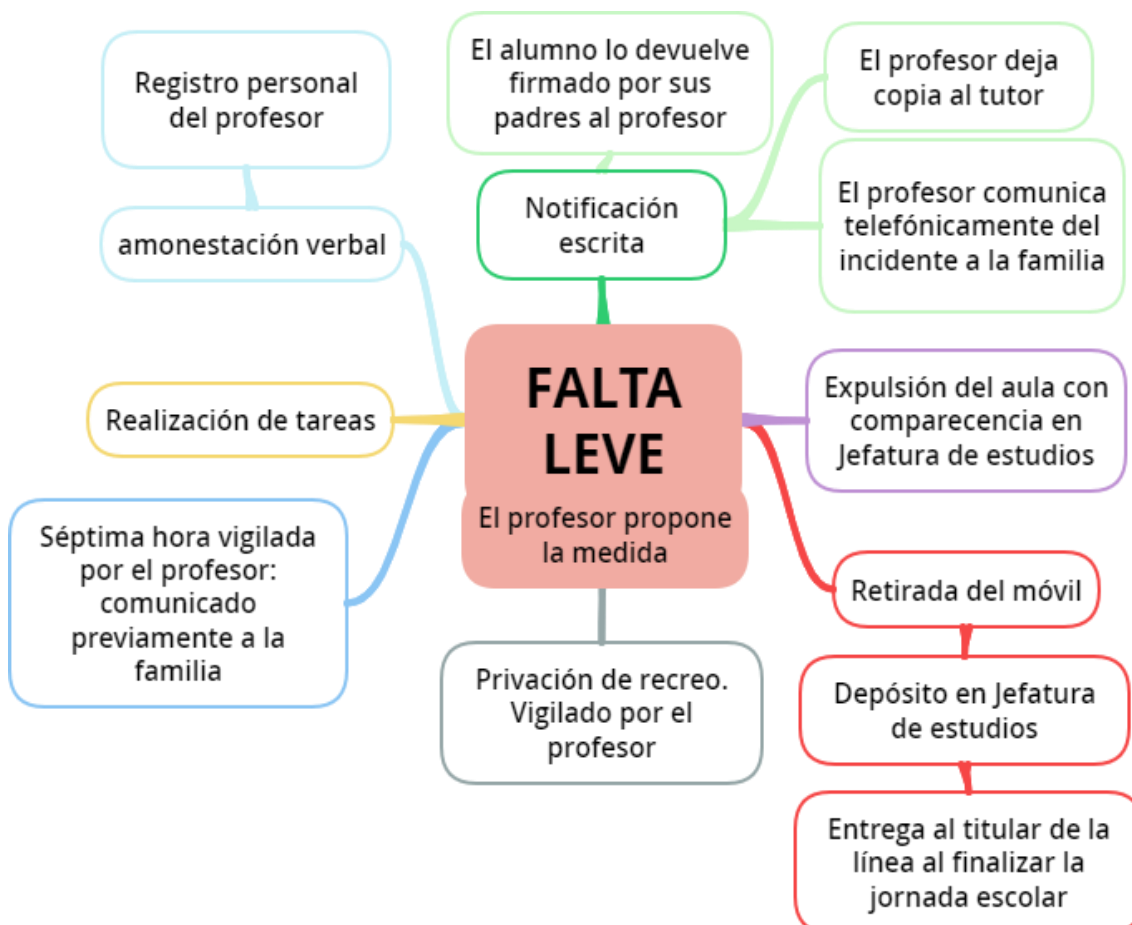 Registro personal
del profesor
amonestación verbal
El alumno lo devuelve
firmado por sus
padres al profesor
Notificación
escrita
El profesor deja
copia al tutor
El profesor comunica
telefónicamente del
incidente a la familia
FALTA
LEVE
El profesor propone
la medida
Realización de tareas
Expulsión del aula con
comparecencia en
Jefatura de estudios
Séptima hora vigilada
por el profesor:
comunicado
previamente a la
familia
Privación de recreo.
Vigilado por el
profesor
Retirada del móvil
Depósito en Jefatura
de estudios
Entrega al titular de la
línea al finalizar la
jornada escolar